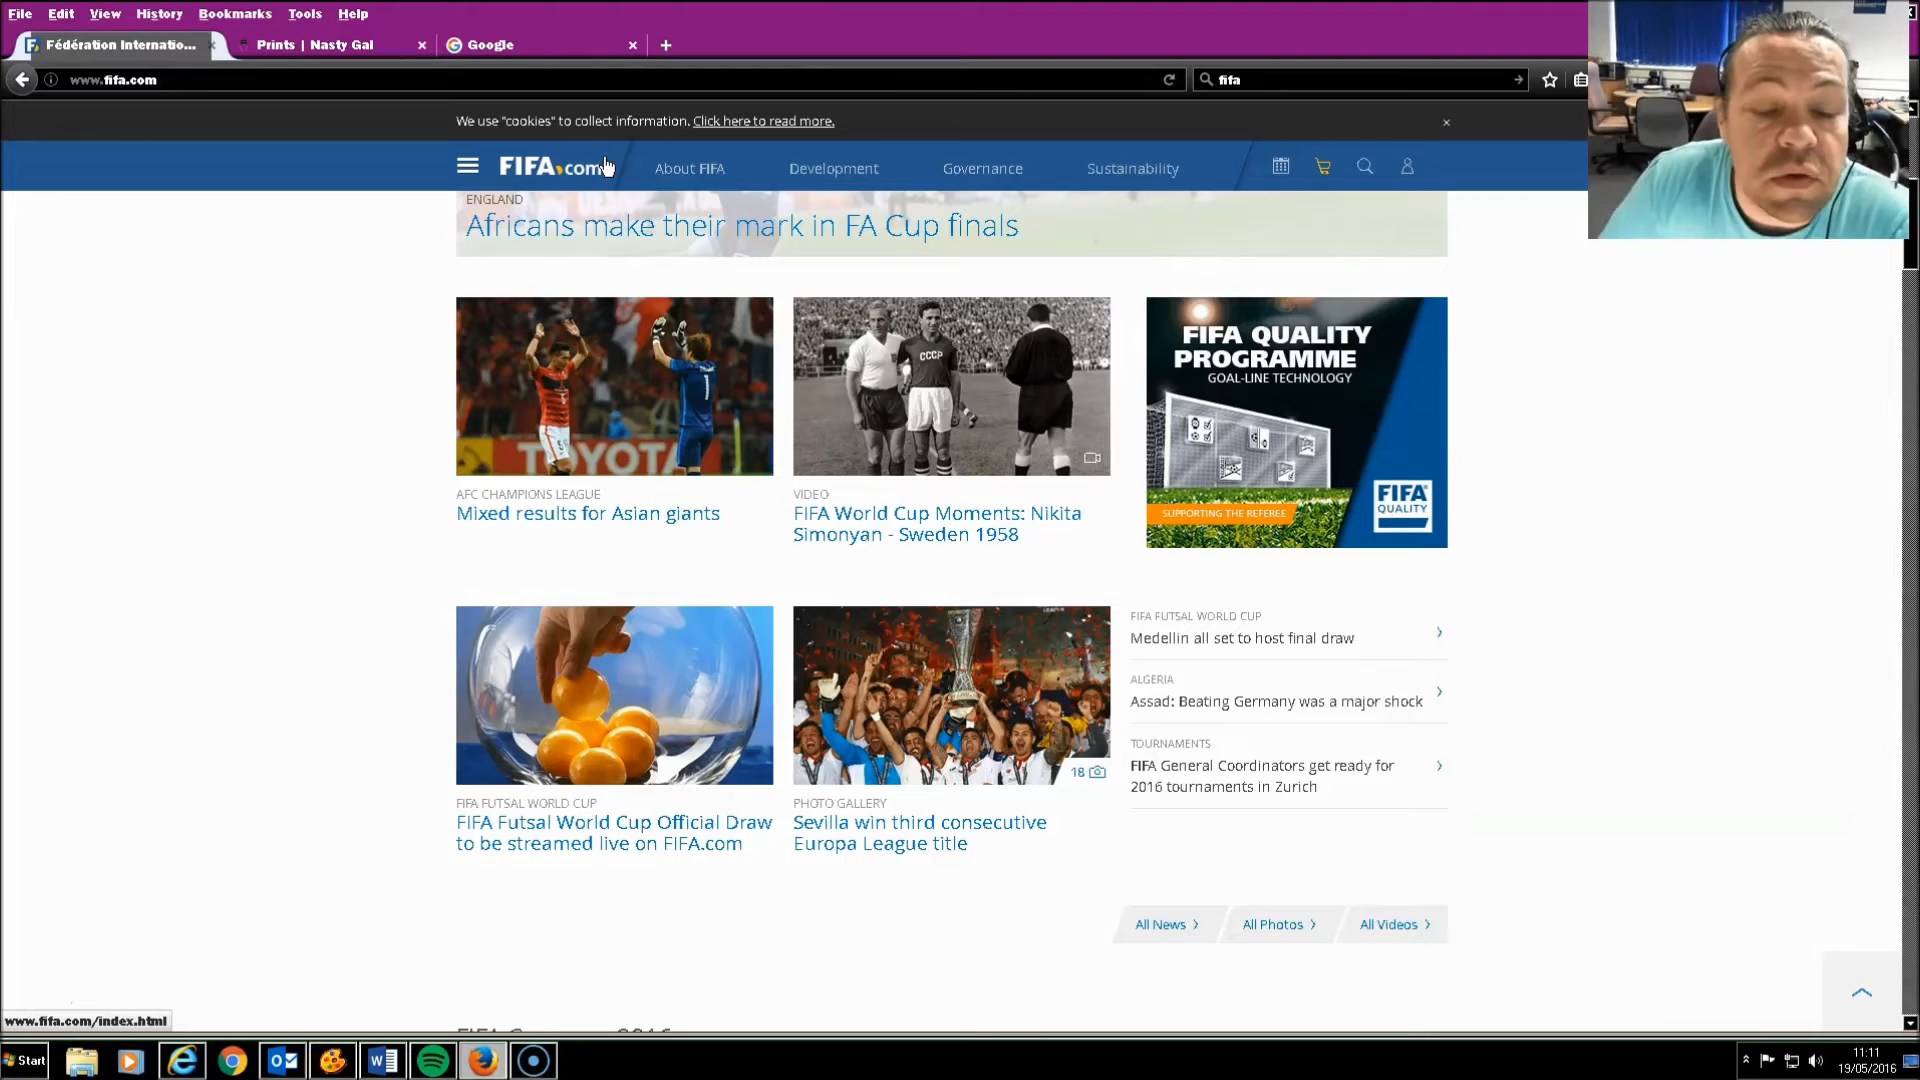 File Edit View History Bookmarks Tools Help
Fédération Internatio... Prints | Nasty Gal Google
www.fifa.com fifa
We use "cookies" to collect information. Click here to read more.
FIFA.com About FIFA Development Governance Sustainability
ENGLAND
Africans make their mark in FA Cup finals
TOYOTA
1
CCCP
FIFA QUALITY
PROGRAMME
GOAL-LINE TECHNOLOGY
SUPPORTING THE REFEREE
FIFA
QUALITY
AFC CHAMPIONS LEAGUE
Mixed results for Asian giants
VIDEO
FIFA World Cup Moments: Nikita
Simonyan - Sweden 1958
18
FIFA FUTSAL WORLD CUP
FIFA Futsal World Cup Official Draw
to be streamed live on FIFA.com
PHOTO GALLERY
Sevilla win third consecutive
Europa League title
FIFA FUTSAL WORLD CUP
Medellin all set to host final draw
ALGERIA
Assad: Beating Germany was a major shock
TOURNAMENTS
FIFA General Coordinators get ready for
2016 tournaments in Zurich
All News All Photos All Videos
www.fifa.com/index.html
Start
11:11
19/05/2016